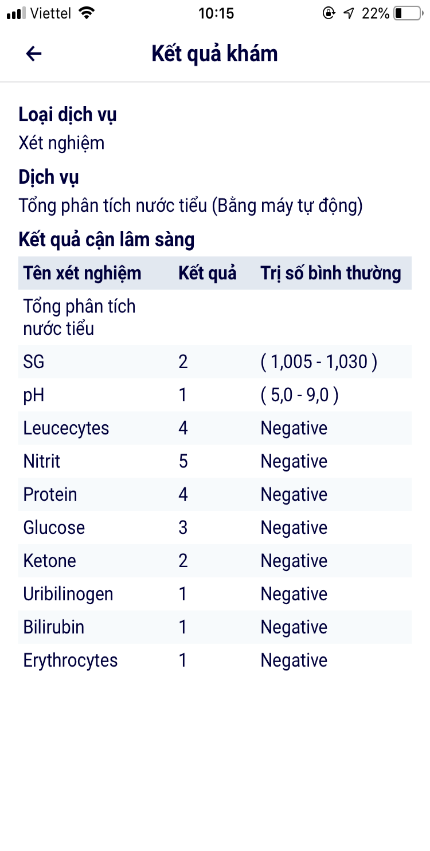 Viettel 10:15 22%
Kết quả khám
Loại dịch vụ
Xét nghiệm
Dịch vụ
Tổng phân tích nước tiểu (Bằng máy tự động)
Kết quả cận lâm sàng
Tên xét nghiệm Kết quả Trị số bình thường
Tổng phân tích
nước tiểu
SG 2 ( 1,005 - 1,030 )
pH 1 ( 5,0 - 9,0 )
Leucecytes 4 Negative
Nitrit 5 Negative
Protein 4 Negative
Glucose 3 Negative
Ketone 2 Negative
Uribilinogen 1 Negative
Bilirubin 1 Negative
Erythrocytes 1 Negative